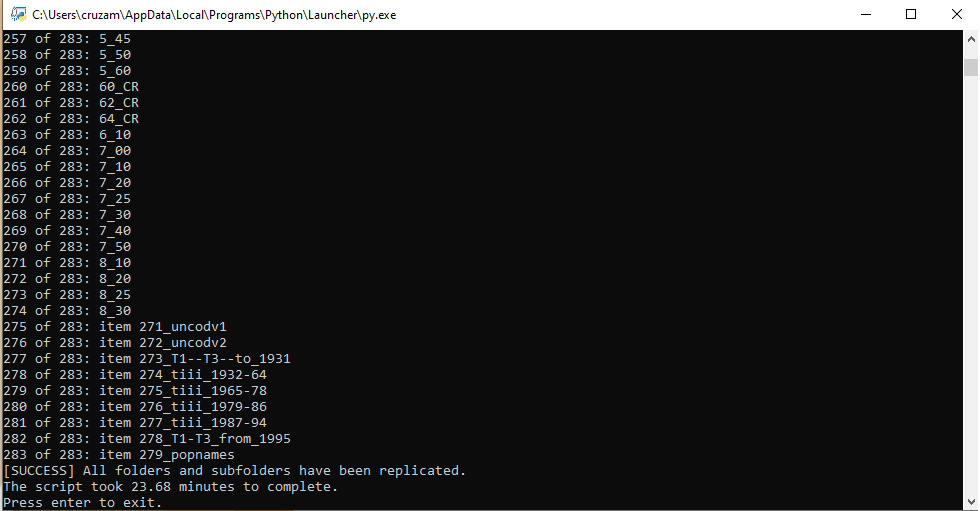 C:\Users\cruzam\AppData\Local\Programs\Python\Launcher\py.exe
257 of 283: 5_45
258 of 283: 5_50
259 of 283: 5_60
260 of 283: 60_CR
261 of 283: 62_CR
262 of 283: 64_CR
263 of 283: 6_10
264 of 283: 7_00
265 of 283: 7_10
266 of 283: 7_20
267 of 283: 7_25
268 of 283: 7_30
269 of 283: 7_40
270 of 283: 7_50
271 of 283: 8_10
272 of 283: 8_20
273 of 283: 8_25
274 of 283: 8_30
275 of 283: item 271_uncodv1
276 of 283: item 272_uncodv2
277 of 283: item 273_T1--T3--to_1931
278 of 283: item 274_tiii_1932-64
279 of 283: item 275_tiii_1965-78
280 of 283: item 276_tiii_1979-86
281 of 283: item 277_tiii_1987-94
282 of 283: item 278_T1-T3_from_1995
283 of 283: item 279_popnames
[SUCCESS] All folders and subfolders have been replicated.
The script took 23.68 minutes to complete.
Press enter to exit.